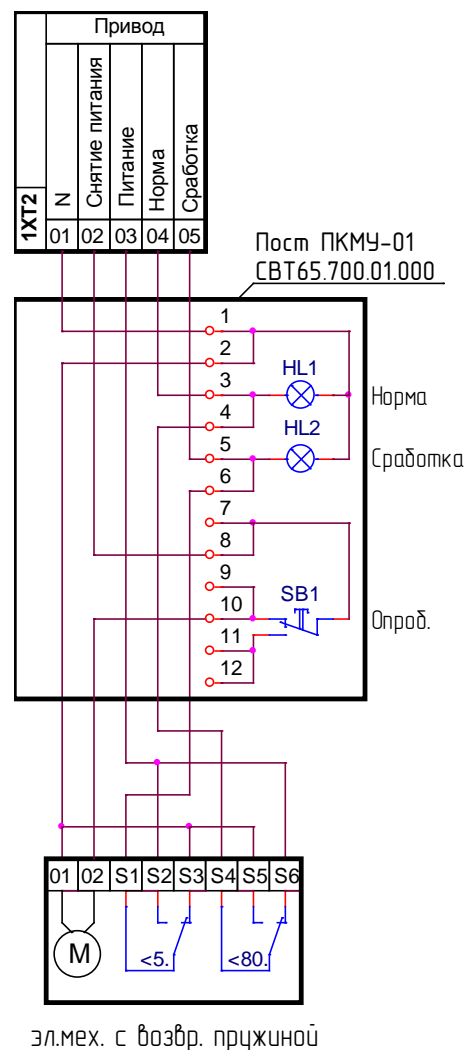 Привод
1XT2
N
Снятие питания
Питание
Норма
Сработка
01 02 03 04 05
Пост ПКМУ-01
СВТ65.700.01.000
1
2
HL1
3
Норма
4
HL2
5
Сработка
6
7
8
9
SB1
10
Опроб.
11
12
01 02 S1 S2 S3 S4 S5 S6
M
<5.
<80.
эл.мех. с возвр. пружиной